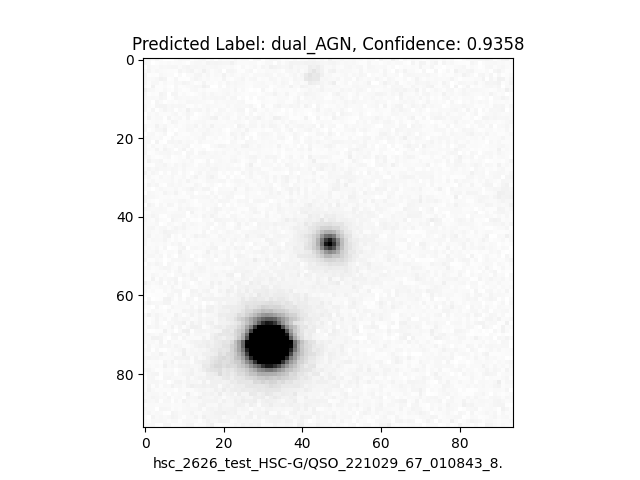 Predicted Label: dual_AGN, Confidence: 0.9358
0
20
40
60
80
0 20 40 60 80
hsc_2626_test_HSC-G/QSO_221029_67_010843_8.